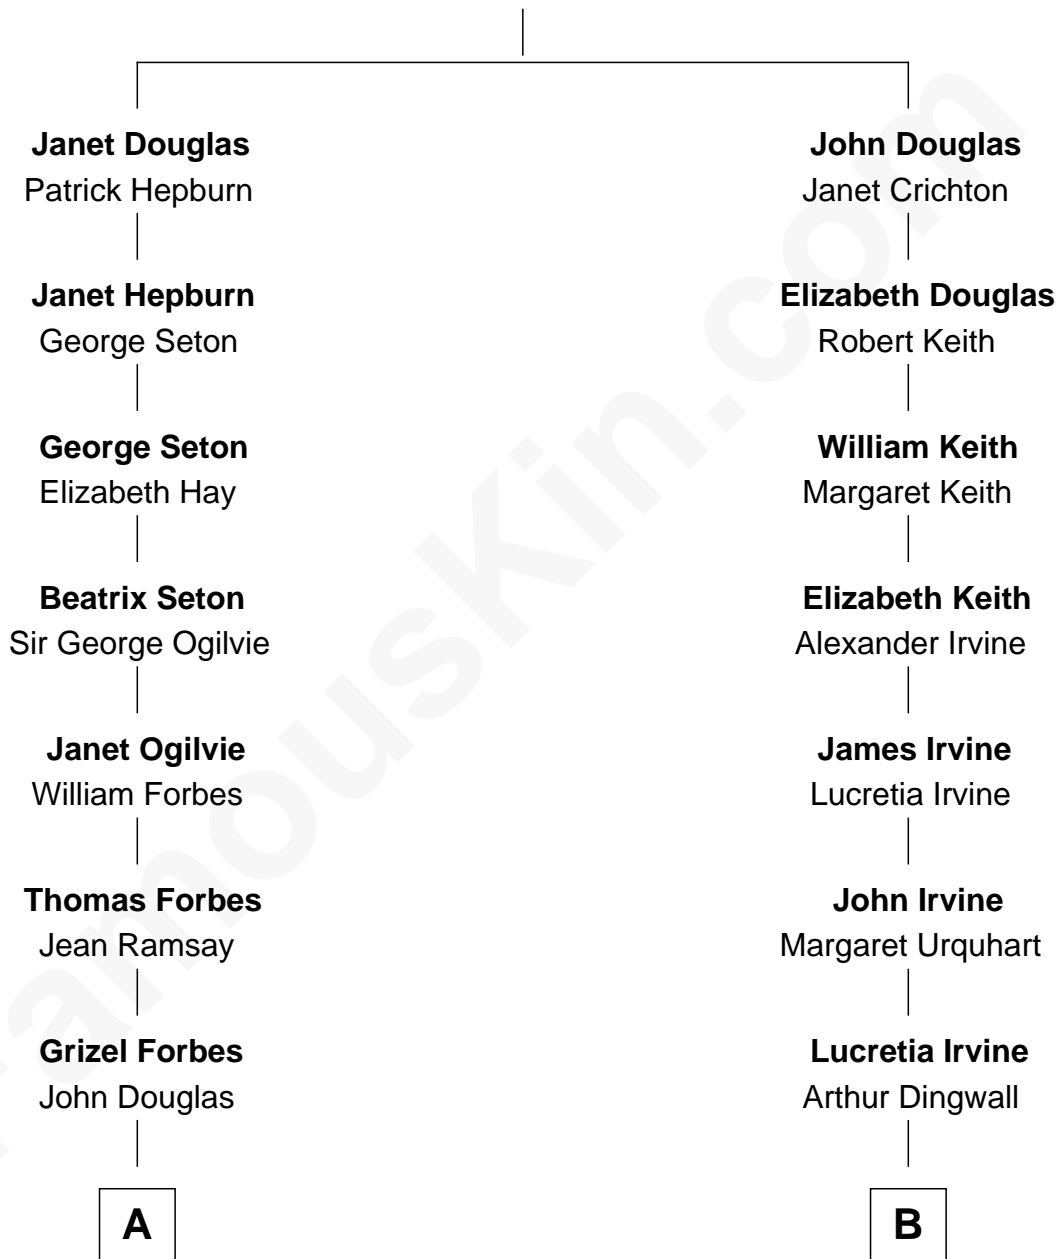 Janet Douglas
Patrick Hepburn
Janet Hepburn
George Seton
George Seton
Elizabeth Hay
Beatrix Seton
Sir George Ogilvie
Janet Ogilvie
William Forbes
Thomas Forbes
Jean Ramsay
Grizel Forbes
John Douglas
A
John Douglas
Janet Crichton
Elizabeth Douglas
Robert Keith
William Keith
Margaret Keith
Elizabeth Keith
Alexander Irvine
James Irvine
Lucretia Irvine
John Irvine
Margaret Urquhart
Lucretia Irvine
Arthur Dingwall
B
FamousKin.com